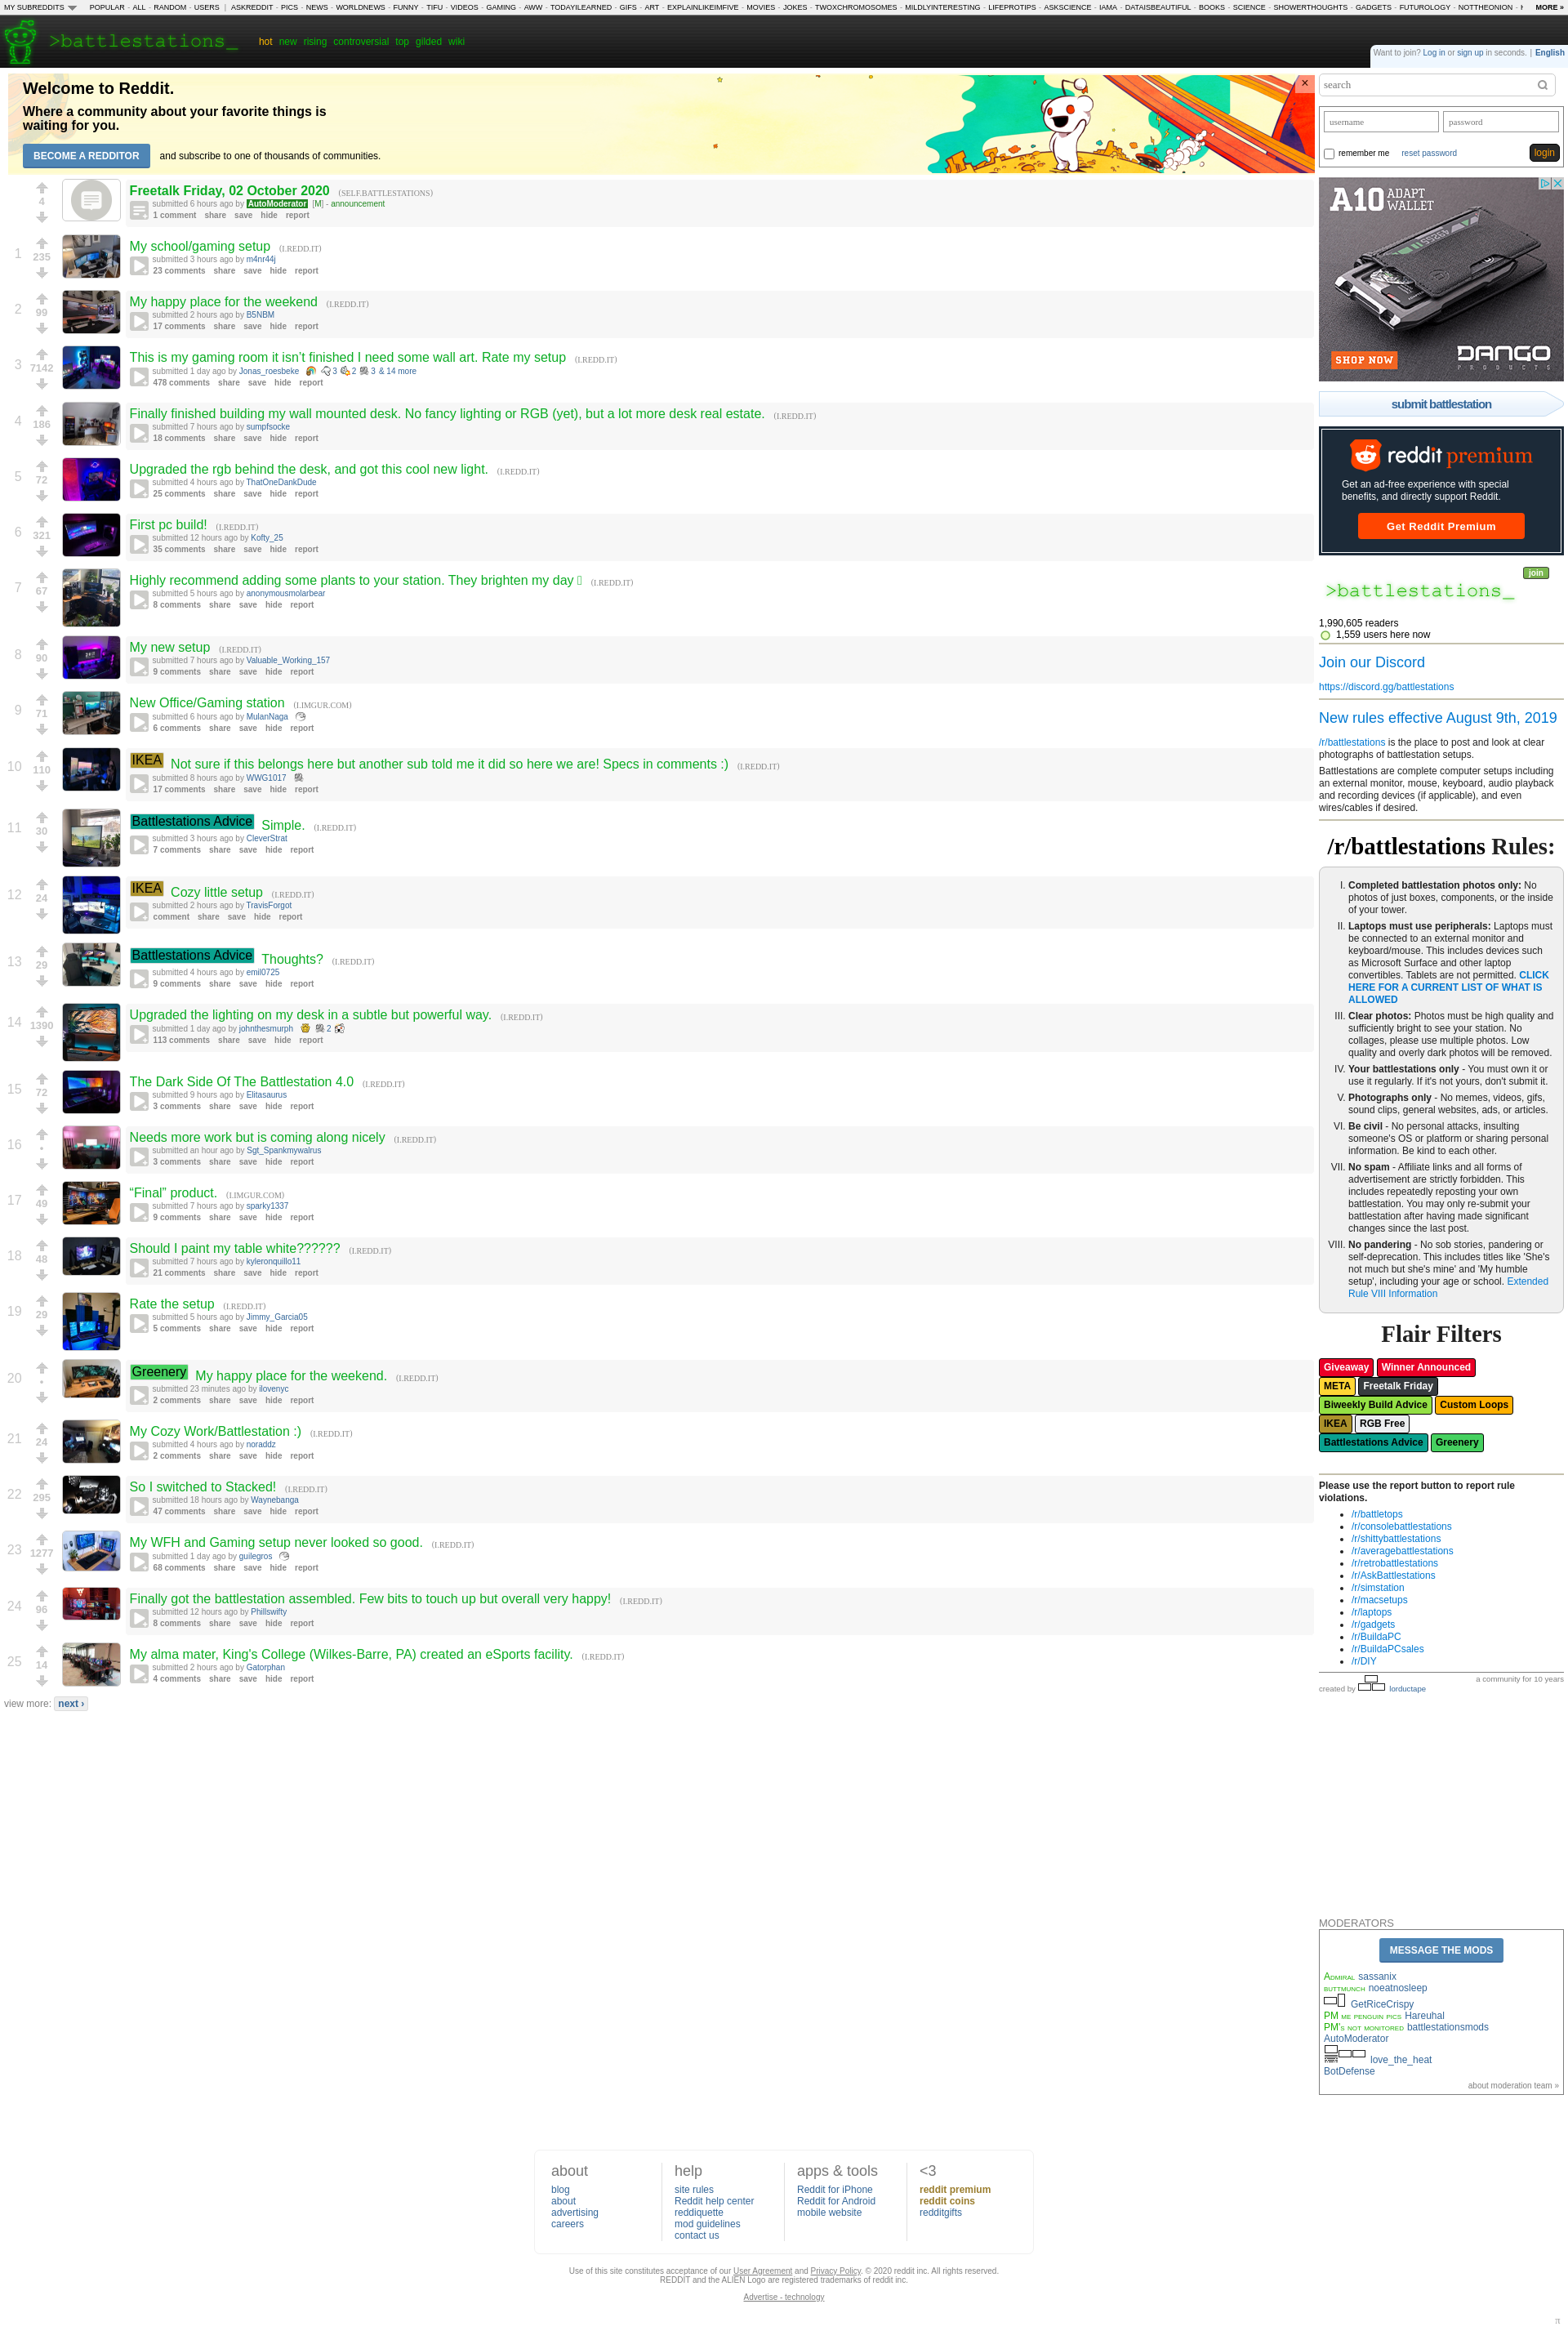 MY SUBREDDITS POPULAR - ALL - RANDOM - USERS | ASKREDDIT - PICS - NEWS - WORLDNEWS - FUNNY - TIFU - VIDEOS - GAMING - AWW - TODAYILEARNED - GIFS - ART - EXPLAINLIKEIMFIVE - MOVIES - JOKES - TWOXCHROMOSOMES - MILDLYINTERESTING - LIFEPROTIPS - ASKSCIENCE - IAMA - DATAISBEAUTIFUL - BOOKS - SCIENCE - SHOWERTHOUGHTS - GADGETS - FUTUROLOGY - NOTTHEONION - MORE »
>battlestations_ hot new rising controversial top gilded wiki
Want to join? Log in or sign up in seconds. | English
Welcome to Reddit.
Where a community about your favorite things is
waiting for you.
BECOME A REDDITOR and subscribe to one of thousands of communities.
×
4
Freetalk Friday, 02 October 2020 (SELF.BATTLESTATIONS)
submitted 6 hours ago by AutoModerator [M] - announcement
1 comment share save hide report
1 235
My school/gaming setup (I.REDD.IT)
submitted 3 hours ago by m4nr44j
23 comments share save hide report
2 99
My happy place for the weekend (I.REDD.IT)
submitted 2 hours ago by B5NBM
17 comments share save hide report
3 7142
This is my gaming room it isn’t finished I need some wall art. Rate my setup (I.REDD.IT)
submitted 1 day ago by Jonas_roesbeke 3 2 3 & 14 more
478 comments share save hide report
4 186
Finally finished building my wall mounted desk. No fancy lighting or RGB (yet), but a lot more desk real estate. (I.REDD.IT)
submitted 7 hours ago by sumpfsocke
18 comments share save hide report
5 72
Upgraded the rgb behind the desk, and got this cool new light. (I.REDD.IT)
submitted 4 hours ago by ThatOneDankDude
25 comments share save hide report
6 321
First pc build! (I.REDD.IT)
submitted 12 hours ago by Kofty_25
35 comments share save hide report
7 67
Highly recommend adding some plants to your station. They brighten my day (I.REDD.IT)
submitted 5 hours ago by anonymousmolarbear
8 comments share save hide report
8 90
My new setup (I.REDD.IT)
submitted 7 hours ago by Valuable_Working_157
9 comments share save hide report
9 71
New Office/Gaming station (I.IMGUR.COM)
submitted 6 hours ago by MulanNaga
6 comments share save hide report
10 110
IKEA Not sure if this belongs here but another sub told me it did so here we are! Specs in comments :) (I.REDD.IT)
submitted 8 hours ago by WWG1017
17 comments share save hide report
11 30
Battlestations Advice Simple. (I.REDD.IT)
submitted 3 hours ago by CleverStrat
7 comments share save hide report
12 24
IKEA Cozy little setup (I.REDD.IT)
submitted 2 hours ago by TravisForgot
comment share save hide report
13 29
Battlestations Advice Thoughts? (I.REDD.IT)
submitted 4 hours ago by emil0725
9 comments share save hide report
14 1390
Upgraded the lighting on my desk in a subtle but powerful way. (I.REDD.IT)
submitted 1 day ago by johnthesmurph 2
113 comments share save hide report
15 72
The Dark Side Of The Battlestation 4.0 (I.REDD.IT)
submitted 9 hours ago by Elitasaurus
3 comments share save hide report
16 •
Needs more work but is coming along nicely (I.REDD.IT)
submitted an hour ago by Sgt_Spankmywalrus
3 comments share save hide report
17 49
“Final” product. (I.IMGUR.COM)
submitted 7 hours ago by sparky1337
9 comments share save hide report
18 48
Should I paint my table white?????? (I.REDD.IT)
submitted 7 hours ago by kyleronquillo11
21 comments share save hide report
19 29
Rate the setup (I.REDD.IT)
submitted 5 hours ago by Jimmy_Garcia05
5 comments share save hide report
20 •
Greenery My happy place for the weekend. (I.REDD.IT)
submitted 23 minutes ago by ilovenyc
2 comments share save hide report
21 24
My Cozy Work/Battlestation :) (I.REDD.IT)
submitted 4 hours ago by noraddz
2 comments share save hide report
22 295
So I switched to Stacked! (I.REDD.IT)
submitted 18 hours ago by Waynebanga
47 comments share save hide report
23 1277
My WFH and Gaming setup never looked so good. (I.REDD.IT)
submitted 1 day ago by guilegros
68 comments share save hide report
24 96
Finally got the battlestation assembled. Few bits to touch up but overall very happy! (I.REDD.IT)
submitted 12 hours ago by Phillswifty
8 comments share save hide report
25 14
My alma mater, King's College (Wilkes-Barre, PA) created an eSports facility. (I.REDD.IT)
submitted 2 hours ago by Gatorphan
4 comments share save hide report
view more: next ›
search
username password
remember me reset password login
A10 ADAPT
WALLET
SHOP NOW DANGO
PRODUCTS
submit battlestation
reddit premium
Get an ad-free experience with special
benefits, and directly support Reddit.
Get Reddit Premium
join
>battlestations_
1,990,605 readers
1,559 users here now
Join our Discord
https://discord.gg/battlestations
New rules effective August 9th, 2019
/r/battlestations is the place to post and look at clear
photographs of battlestation setups.
Battlestations are complete computer setups including
an external monitor, mouse, keyboard, audio playback
and recording devices (if applicable), and even
wires/cables if desired.
/r/battlestations Rules:
I. Completed battlestation photos only: No
photos of just boxes, components, or the inside
of your tower.
II. Laptops must use peripherals: Laptops must
be connected to an external monitor and
keyboard/mouse. This includes devices such
as Microsoft Surface and other laptop
convertibles. Tablets are not permitted. CLICK
HERE FOR A CURRENT LIST OF WHAT IS
ALLOWED
III. Clear photos: Photos must be high quality and
sufficiently bright to see your station. No
collages, please use multiple photos. Low
quality and overly dark photos will be removed.
IV. Your battlestations only - You must own it or
use it regularly. If it's not yours, don't submit it.
V. Photographs only - No memes, videos, gifs,
sound clips, general websites, ads, or articles.
VI. Be civil - No personal attacks, insulting
someone's OS or platform or sharing personal
information. Be kind to each other.
VII. No spam - Affiliate links and all forms of
advertisement are strictly forbidden. This
includes repeatedly reposting your own
battlestation. You may only re-submit your
battlestation after having made significant
changes since the last post.
VIII. No pandering - No sob stories, pandering or
self-deprecation. This includes titles like 'She's
not much but she's mine' and 'My humble
setup', including your age or school. Extended
Rule VIII Information
Flair Filters
Giveaway Winner Announced
META Freetalk Friday
Biweekly Build Advice Custom Loops
IKEA RGB Free
Battlestations Advice Greenery
Please use the report button to report rule
violations.
/r/battletops
/r/consolebattlestations
/r/shittybattlestations
/r/averagebattlestations
/r/retrobattlestations
/r/AskBattlestations
/r/simstation
/r/macsetups
/r/laptops
/r/gadgets
/r/BuildaPC
/r/BuildaPCsales
/r/DIY
created by lorductape a community for 10 years
MODERATORS
MESSAGE THE MODS
Admiral sassanix
buttmunch noeatnosleep
GetRiceCrispy
PM me penguin pics Hareuhal
PM's not monitored battlestationsmods
AutoModerator
love_the_heat
BotDefense
about moderation team »
about
blog
about
advertising
careers
help
site rules
Reddit help center
reddiquette
mod guidelines
contact us
apps & tools
Reddit for iPhone
Reddit for Android
mobile website
<3
reddit premium
reddit coins
redditgifts
Use of this site constitutes acceptance of our User Agreement and Privacy Policy. © 2020 reddit inc. All rights reserved.
REDDIT and the ALIEN Logo are registered trademarks of reddit inc.
Advertise - technology
π